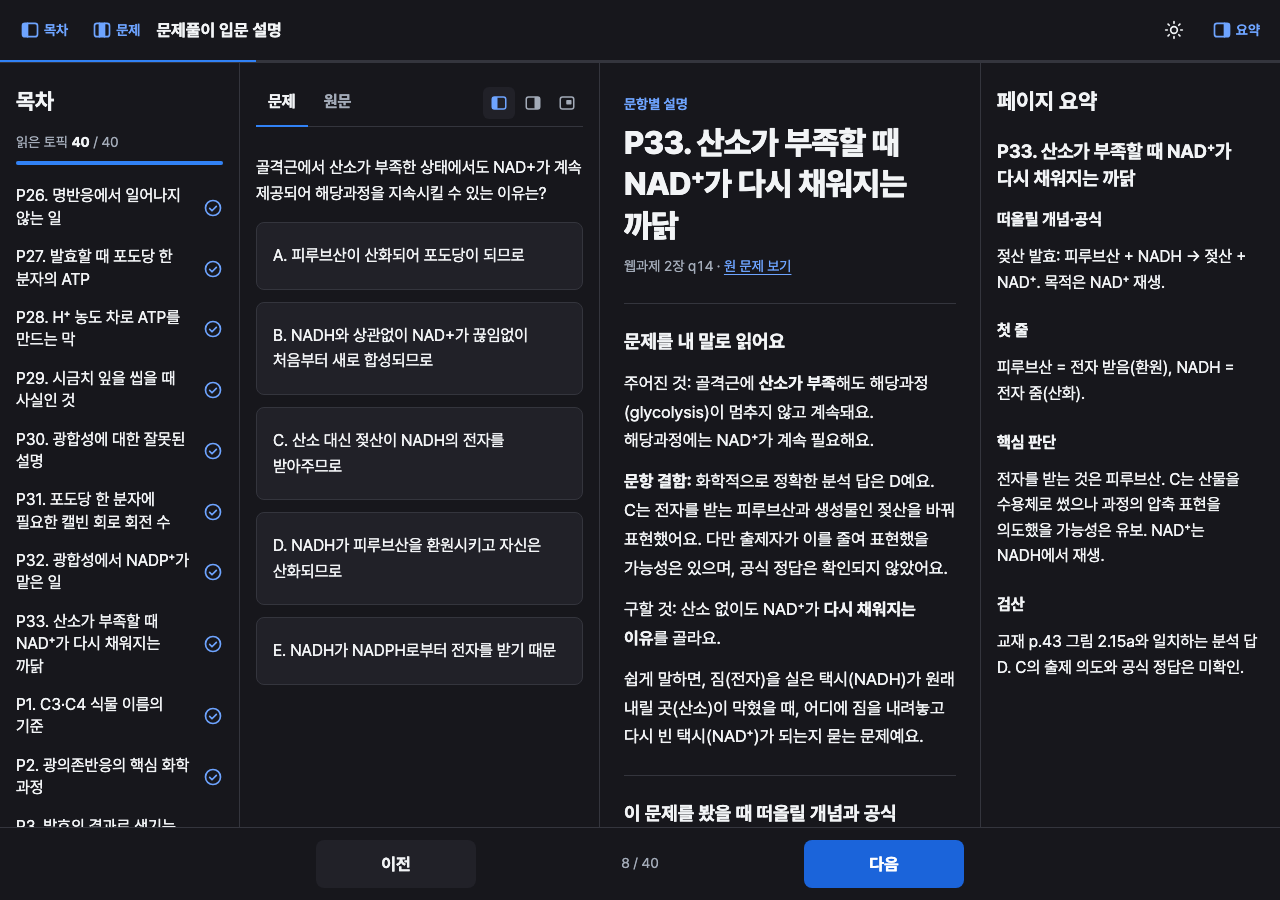 목차
문제
문제풀이 입문 설명
요약
목차
읽은 토픽 40 / 40
P26. 명반응에서 일어나지
않는 일
P27. 발효할 때 포도당 한
분자의 ATP
P28. H⁺ 농도 차로 ATP를
만드는 막
P29. 시금치 잎을 씹을 때
사실인 것
P30. 광합성에 대한 잘못된
설명
P31. 포도당 한 분자에
필요한 캘빈 회로 회전 수
P32. 광합성에서 NADP⁺가
맡은 일
P33. 산소가 부족할 때
NAD⁺가 다시 채워지는
까닭
P1. C3·C4 식물 이름의
기준
P2. 광의존반응의 핵심 화학
과정
P3. 발효의 결과로 생기는
문제
원문
골격근에서 산소가 부족한 상태에서도 NAD+가 계속
제공되어 해당과정을 지속시킬 수 있는 이유는?
A. 피루브산이 산화되어 포도당이 되므로
B. NADH와 상관없이 NAD+가 끊임없이
처음부터 새로 합성되므로
C. 산소 대신 젖산이 NADH의 전자를
받아주므로
D. NADH가 피루브산을 환원시키고 자신은
산화되므로
E. NADH가 NADPH로부터 전자를 받기 때문
문항별 설명
P33. 산소가 부족할 때
NAD⁺가 다시 채워지는
까닭
웹과제 2장 q14 · 원 문제 보기
문제를 내 말로 읽어요
주어진 것: 골격근에 산소가 부족해도 해당과정
(glycolysis)이 멈추지 않고 계속돼요.
해당과정에는 NAD⁺가 계속 필요해요.
문항 결함: 화학적으로 정확한 분석 답은 D예요.
C는 전자를 받는 피루브산과 생성물인 젖산을 바꿔
표현했어요. 다만 출제자가 이를 줄여 표현했을
가능성은 있으며, 공식 정답은 확인되지 않았어요.
구할 것: 산소 없이도 NAD⁺가 다시 채워지는
이유를 골라요.
쉽게 말하면, 짐(전자)을 실은 택시(NADH)가 원래
내릴 곳(산소)이 막혔을 때, 어디에 짐을 내려놓고
다시 빈 택시(NAD⁺)가 되는지 묻는 문제예요.
이 문제를 봤을 때 떠올릴 개념과 공식
페이지 요약
P33. 산소가 부족할 때 NAD⁺가
다시 채워지는 까닭
떠올릴 개념·공식
젖산 발효: 피루브산 + NADH → 젖산 +
NAD⁺. 목적은 NAD⁺ 재생.
첫 줄
피루브산 = 전자 받음(환원), NADH =
전자 줌(산화).
핵심 판단
전자를 받는 것은 피루브산. C는 산물을
수용체로 썼으나 과정의 압축 표현을
의도했을 가능성은 유보. NAD⁺는
NADH에서 재생.
검산
교재 p.43 그림 2.15a와 일치하는 분석 답
D. C의 출제 의도와 공식 정답은 미확인.
이전
8 / 40
다음